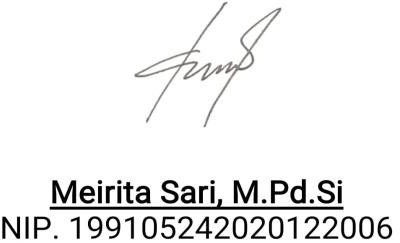 Meirita Sari, M.Pd.Si
NIP. 199105242020122006